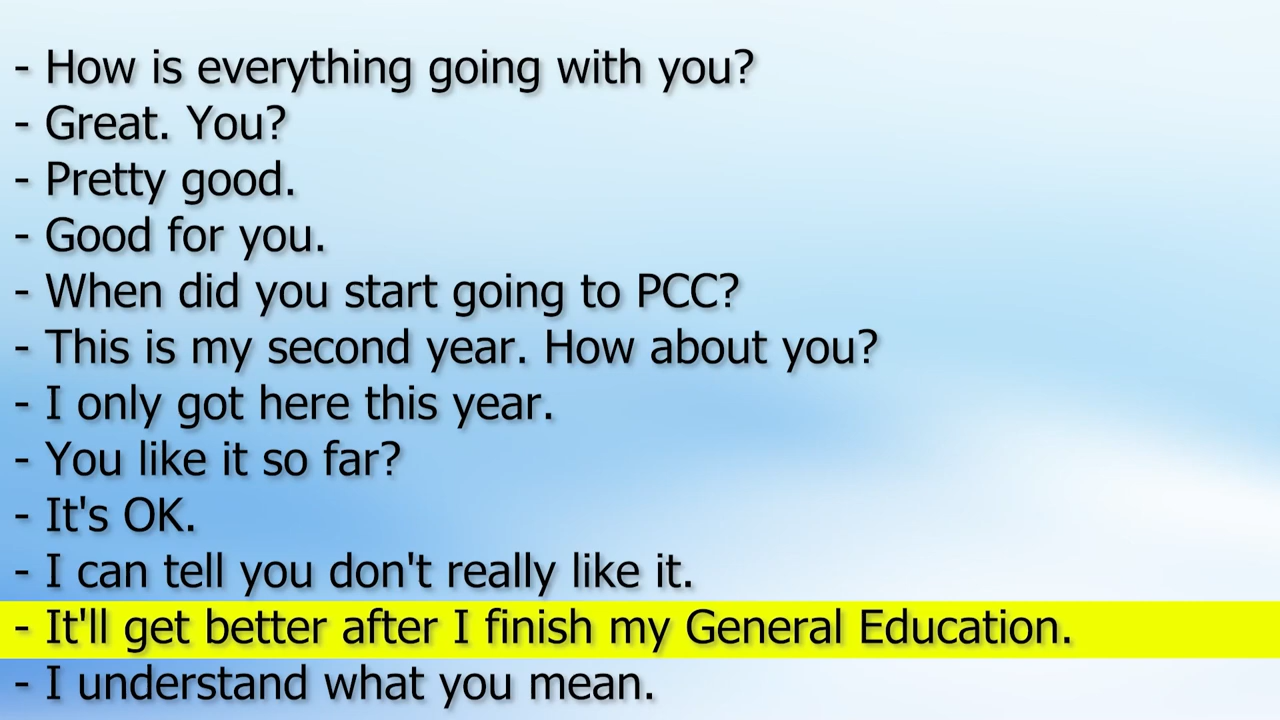 - How is everything going with you?
- Great. You?
- Pretty good.
- Good for you.
- When did you start going to PCC?
- This is my second year. How about you?
- I only got here this year.
- You like it so far?
- It's OK.
- I can tell you don't really like it.
- It'll get better after I finish my General Education.
- I understand what you mean.